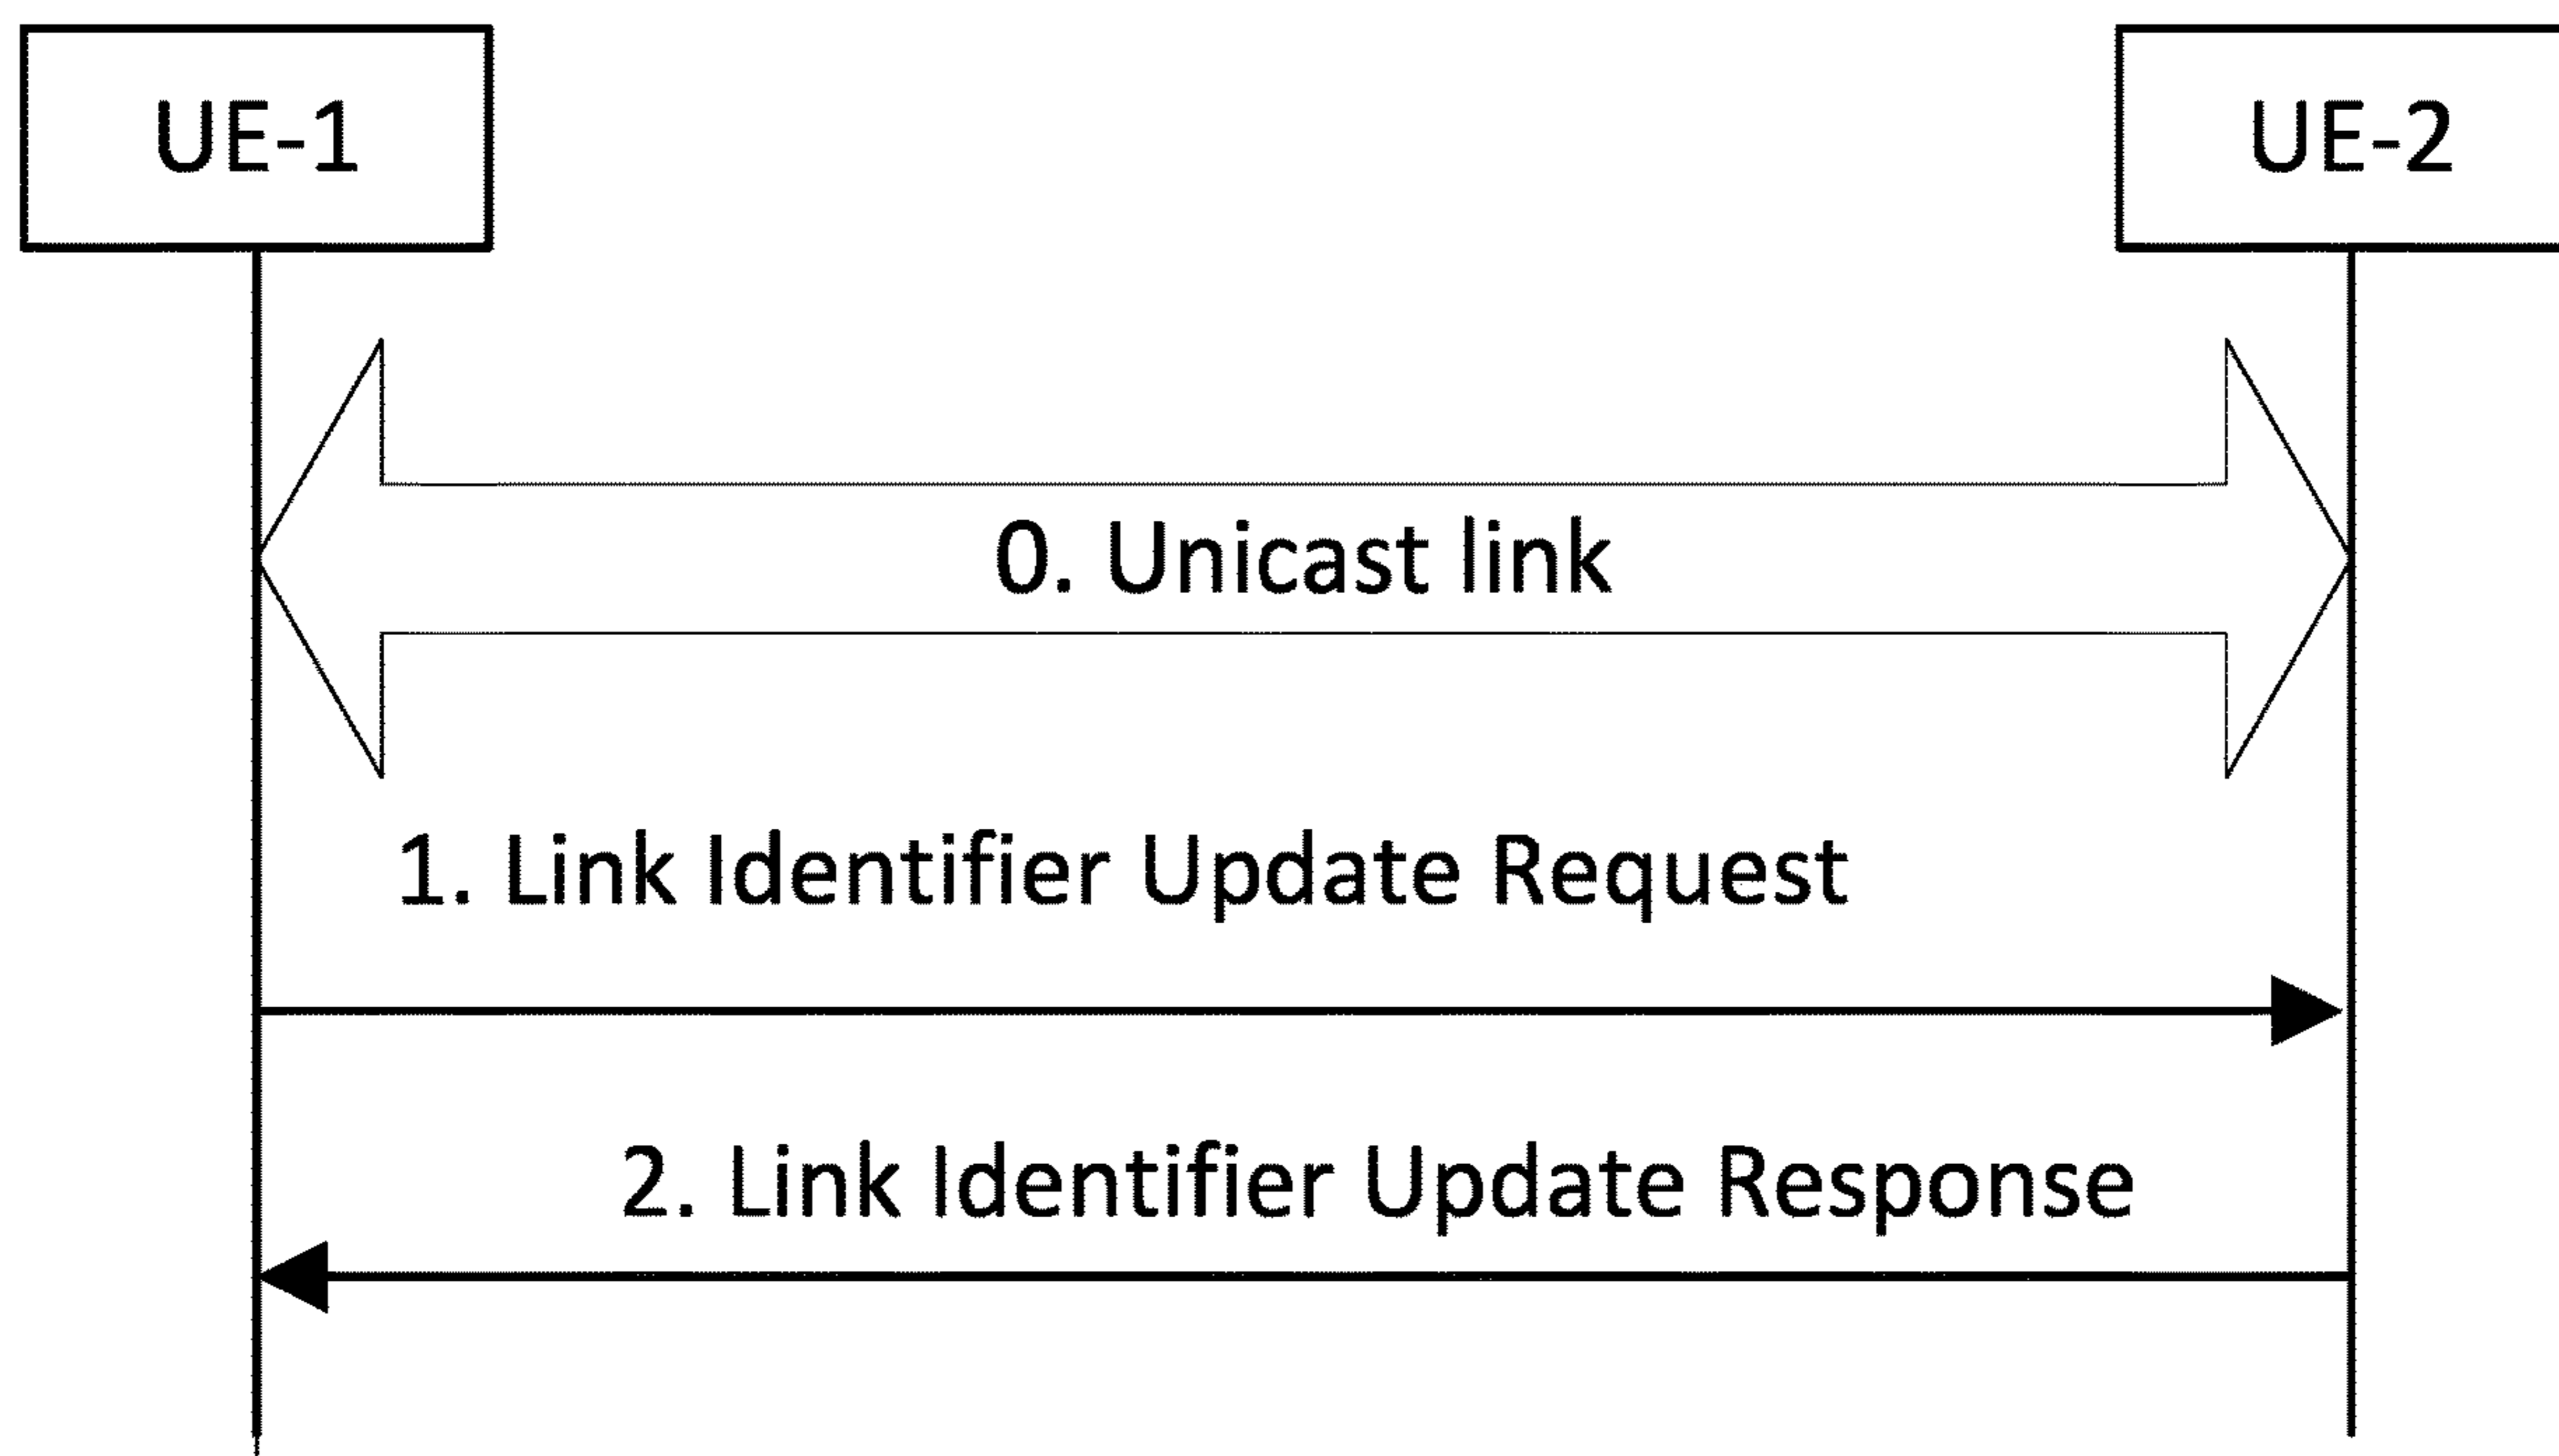 UE-1
UE-2
0. Unicast link
1. Link Identifier Update Request
2. Link Identifier Update Response